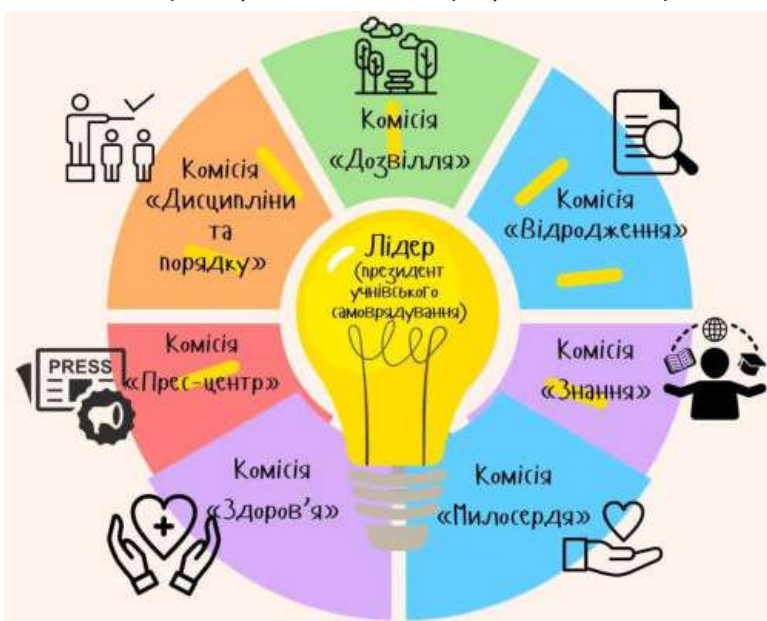 Комісія
«Дозвілля»
Комісія
«Відродження»
Комісія
«Знання»
Комісія
«Милосердя»
Комісія
«Здоров'я»
PRESS
Комісія
«Прес-центр»
Комісія
«Дисципліни
та
порядку»
Лідер
(президент
учнівського
самоврядування)